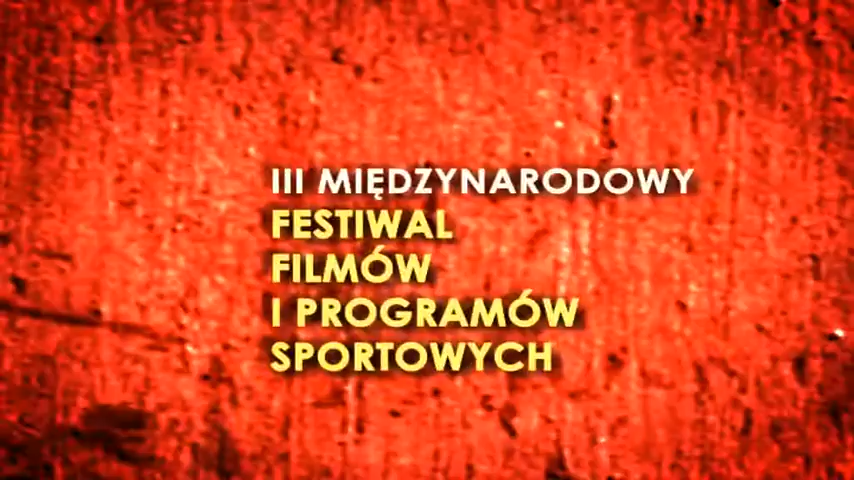 III MIĘDZYNARODOWY
FESTIWAL
FILMÓW
I PROGRAMÓW
SPORTOWYCH